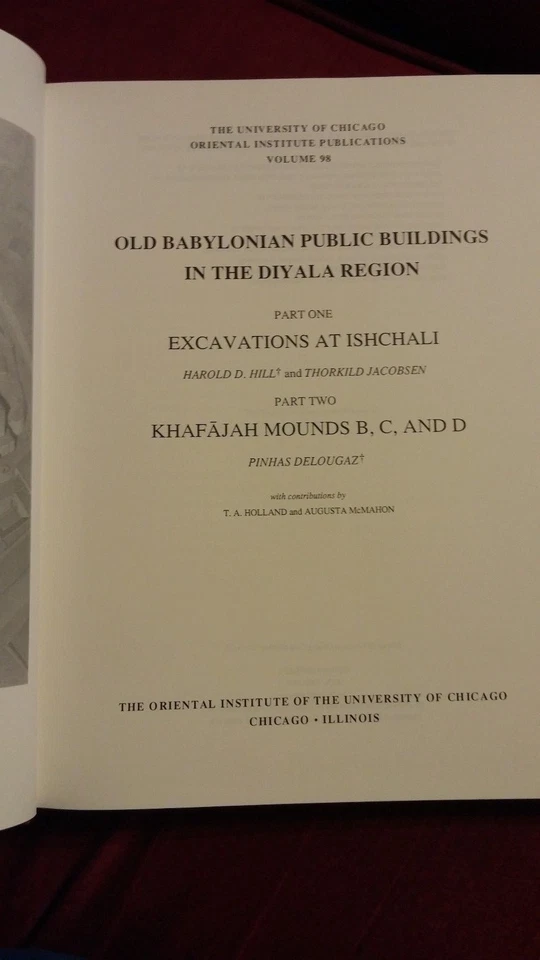 THE UNIVERSITY OF CHICAGO
ORIENTAL INSTITUTE PUBLICATIONS
VOLUME 98
OLD BABYLONIAN PUBLIC BUILDINGS
IN THE DIYALA REGION
PART ONE
EXCAVATIONS AT ISHCHALI
HAROLD D. HILL† and THORKILD JACOBSEN
PART TWO
KHAFĀJAH MOUNDS B, C, AND D
PINHAS DELOUGAZ†
with contributions by
T. A. HOLLAND and AUGUSTA McMAHON
THE ORIENTAL INSTITUTE OF THE UNIVERSITY OF CHICAGO
CHICAGO • ILLINOIS